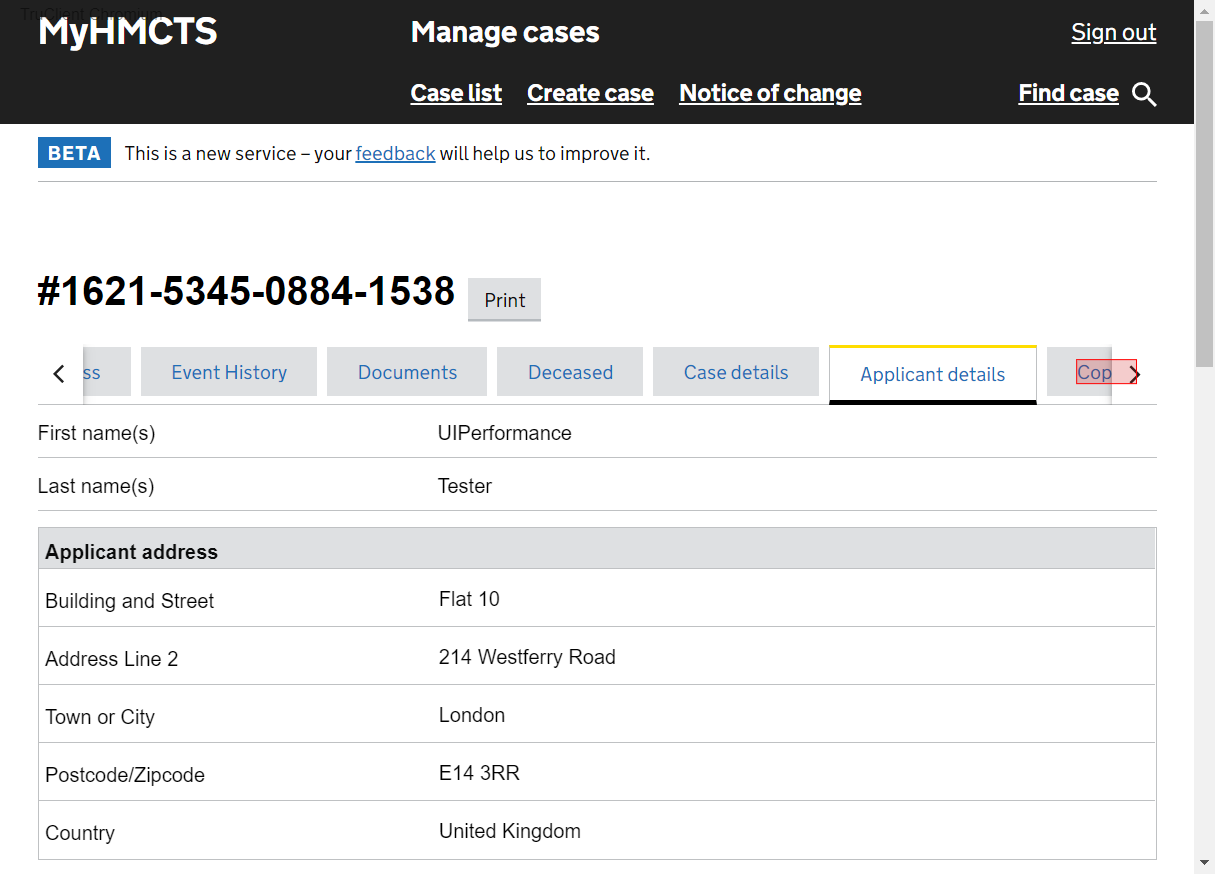 TruClient Chromium
MyHMCTS
Manage cases
Sign out
Case list
Create case
Notice of change
Find case
BETA
This is a new service – your feedback will help us to improve it.
#1621-5345-0884-1538
Print
ss
Event History
Documents
Deceased
Case details
Applicant details
Cop
First name(s) UIPerformance
Last name(s) Tester
Applicant address
Building and Street Flat 10
Address Line 2 214 Westferry Road
Town or City London
Postcode/Zipcode E14 3RR
Country United Kingdom